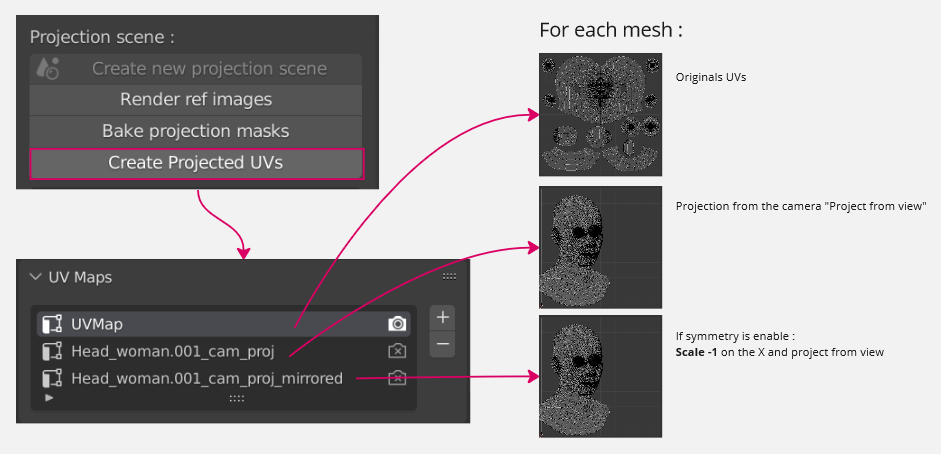 Projection scene :
Create new projection scene
Render ref images
Bake projection masks
Create Projected UVs
UV Maps
UVMap
Head_woman.001_cam_proj
Head_woman.001_cam_proj_mirrored
For each mesh :
Originals UVs
Projection from the camera "Project from view"
If symmetry is enable :
Scale -1 on the X and project from view